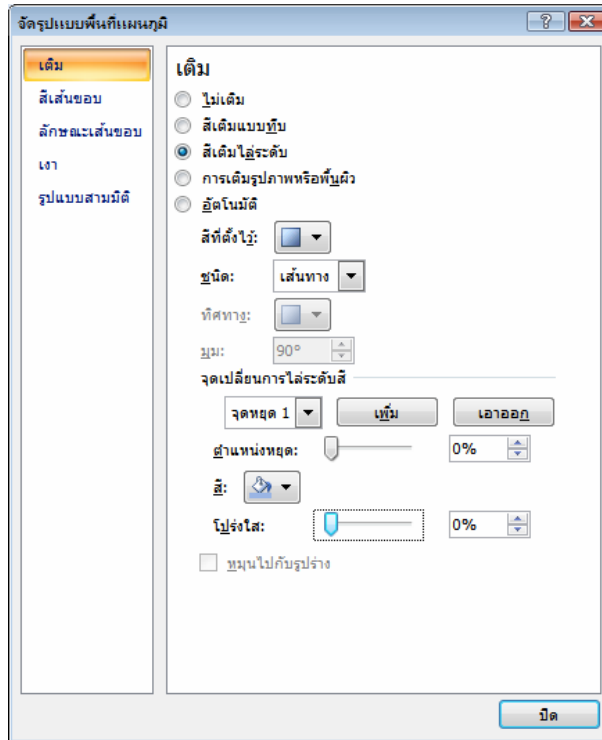 จัดรูปแบบพื้นที่แผนภูมิ
เติม
สีเส้นขอบ
ลักษณะเส้นขอบ
เงา
รูปแบบสามมิติ
เติม
ไม่เติม
สีเติมแบบทึบ
สีเติมไล่ระดับ
การเติมรูปภาพหรือพื้นผิว
อัตโนมัติ
สีที่ตั้งไว้:
ชนิด: เส้นทาง
ทิศทาง:
มุม: 90°
จุดเปลี่ยนการไล่ระดับสี
จุดหยุด 1 เพิ่ม เอาออก
ตำแหน่งหยุด: 0%
สี:
โปร่งใส: 0%
หมุนไปกับรูปร่าง
ปิด